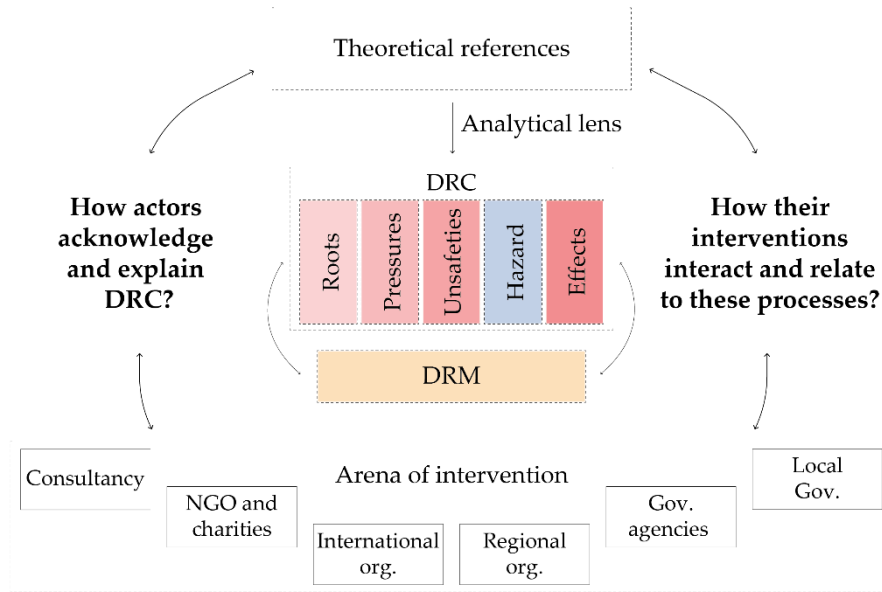 Theoretical references
Analytical lens
DRC
Roots
Pressures
Unsafeties
Hazard
Effects
DRM
How actors
acknowledge
and explain
DRC?
How their
interventions
interact and relate
to these processes?
Arena of intervention
Consultancy
NGO and
charities
International
org.
Regional
org.
Gov.
agencies
Local
Gov.